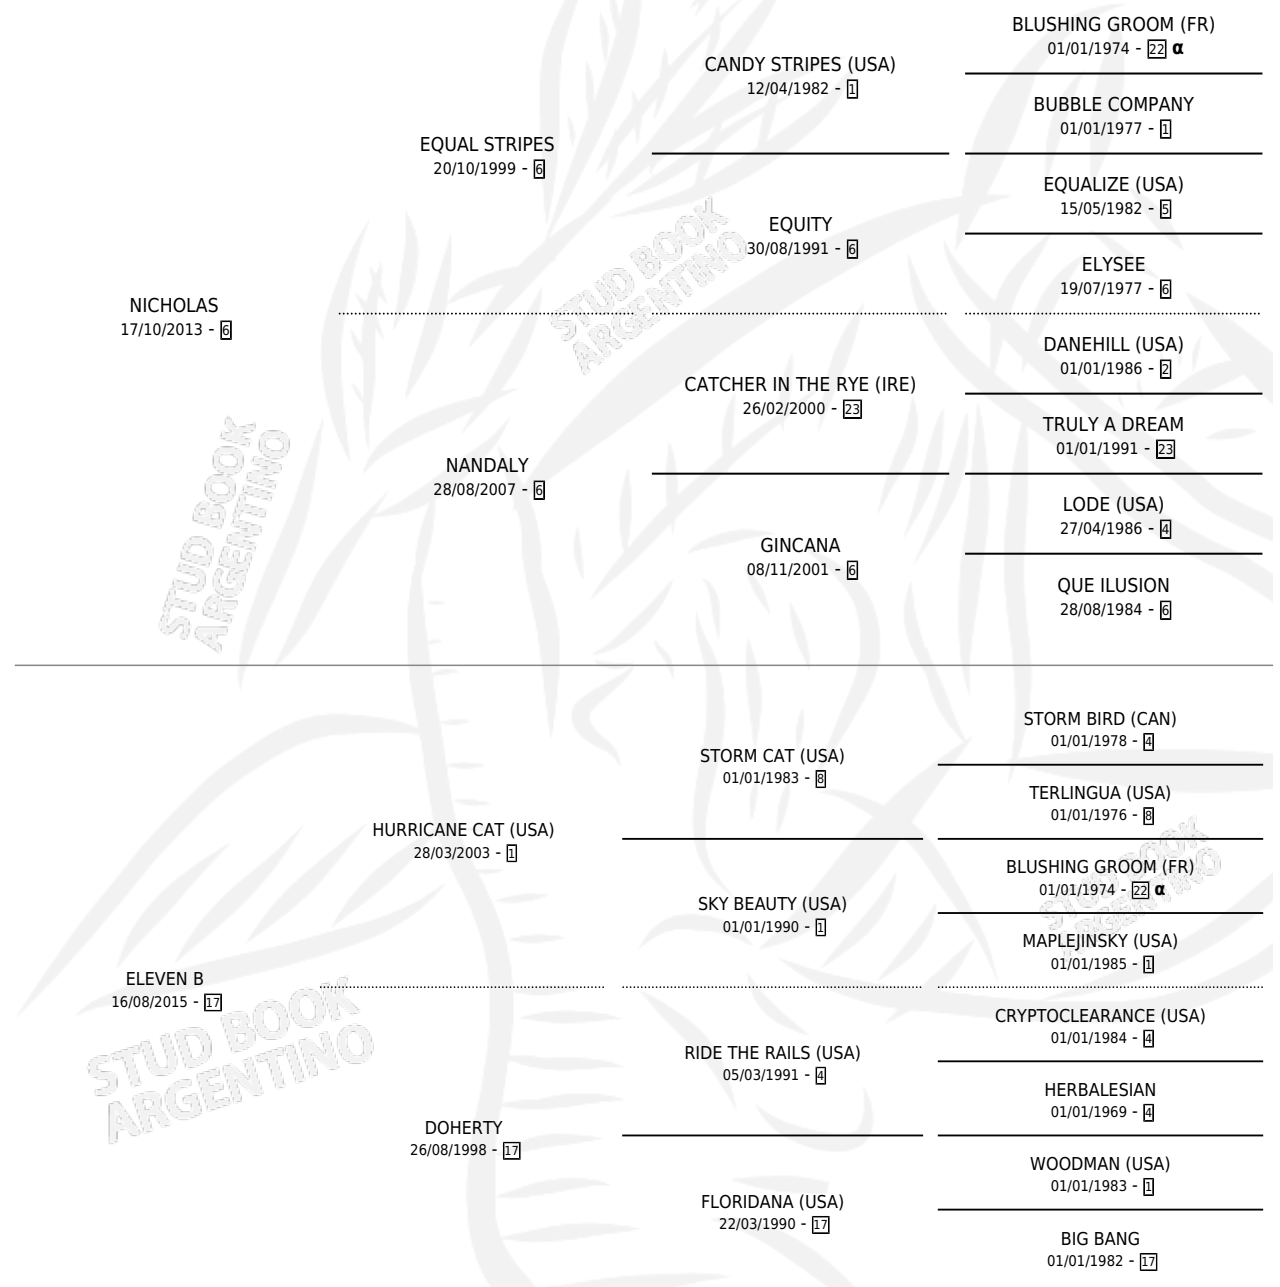 BLUSHING GROOM (FR)
01/01/1974 - 22 α
CANDY STRIPES (USA)
12/04/1982 - 1
BUBBLE COMPANY
01/01/1977 - 1
EQUAL STRIPES
20/10/1999 - 6
EQUALIZE (USA)
15/05/1982 - 5
EQUITY
30/08/1991 - 6
ELYSEE
19/07/1977 - 6
NICHOLAS
17/10/2013 - 6
DANEHILL (USA)
01/01/1986 - 2
CATCHER IN THE RYE (IRE)
26/02/2000 - 23
TRULY A DREAM
01/01/1991 - 23
NANDALY
28/08/2007 - 6
LODE (USA)
27/04/1986 - 4
GINCANA
08/11/2001 - 6
QUE ILUSION
28/08/1984 - 6
STORM BIRD (CAN)
01/01/1978 - 4
STORM CAT (USA)
01/01/1983 - 8
TERLINGUA (USA)
01/01/1976 - 8
HURRICANE CAT (USA)
28/03/2003 - 1
BLUSHING GROOM (FR)
01/01/1974 - 22 α
SKY BEAUTY (USA)
01/01/1990 - 1
MAPLEJINSKY (USA)
01/01/1985 - 1
ELEVEN B
16/08/2015 - 17
CRYPTOCLEARANCE (USA)
01/01/1984 - 4
RIDE THE RAILS (USA)
05/03/1991 - 4
HERBALESIAN
01/01/1969 - 4
DOHERTY
26/08/1998 - 17
WOODMAN (USA)
01/01/1983 - 1
FLORIDANA (USA)
22/03/1990 - 17
BIG BANG
01/01/1982 - 17
STUD BOOK
ARGENTINO
STUD BOOK
ARGENTINO
STUD BOOK
ARGENTINO
STUD BOOK
ARGENTINO